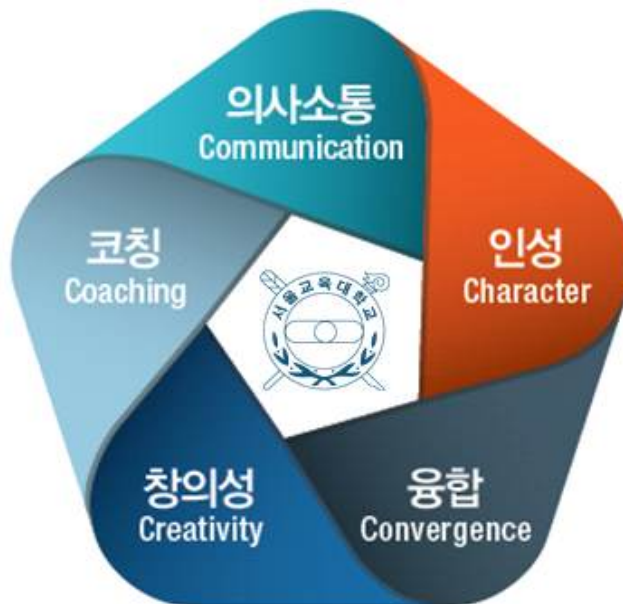 의사소통
Communication
인성
Character
융합
Convergence
창의성
Creativity
코칭
Coaching
서울교육대학교